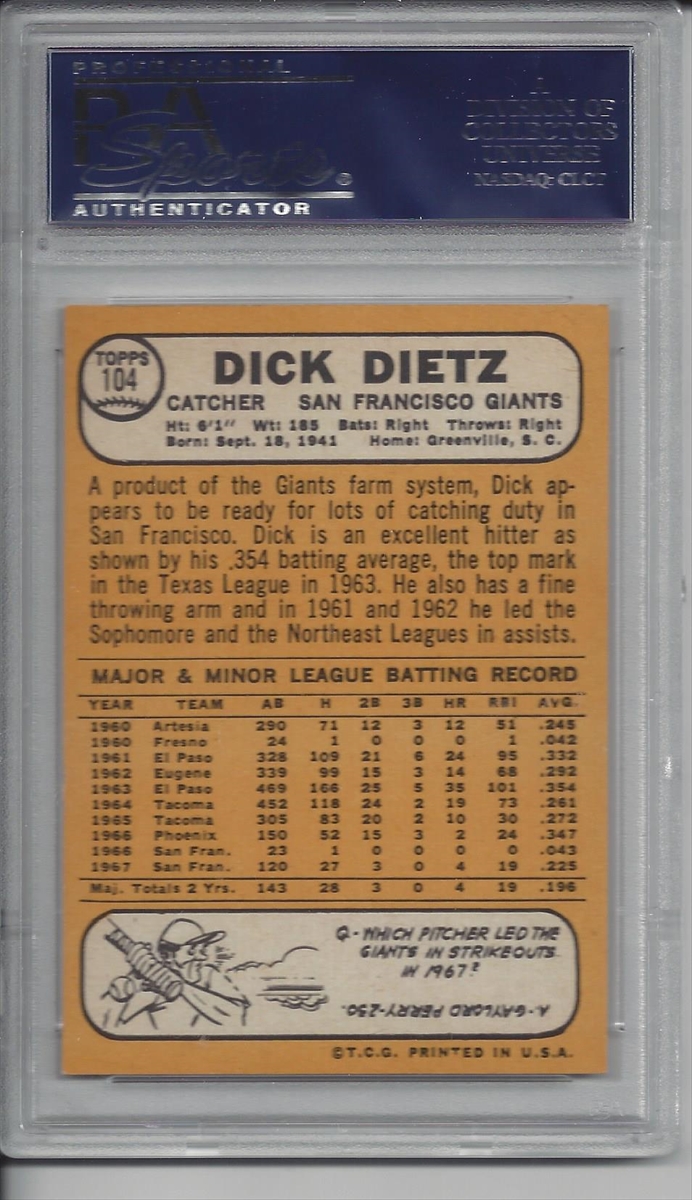 PROFESSIONAL
PSA
Sports®
AUTHENTICATOR
A
DIVISION OF
COLLECTORS
UNIVERSE
NASDAQ: CLCT
TOPPS
104
DICK DIETZ
CATCHER SAN FRANCISCO GIANTS
Ht: 6'1" Wt: 185 Bats: Right Throws: Right
Born: Sept. 18, 1941 Home: Greenville, S. C.
A product of the Giants farm system, Dick ap-
pears to be ready for lots of catching duty in
San Francisco. Dick is an excellent hitter as
shown by his .354 batting average, the top mark
in the Texas League in 1963. He also has a fine
throwing arm and in 1961 and 1962 he led the
Sophomore and the Northeast Leagues in assists.
MAJOR & MINOR LEAGUE BATTING RECORD
YEAR TEAM AB H 2B 3B HR RBI AVG.
1960 Artesia 290 71 12 3 12 51 .245
1960 Fresno 24 1 0 0 0 1 .042
1961 El Paso 328 109 21 6 24 95 .332
1962 Eugene 339 99 15 3 14 68 .292
1963 El Paso 469 166 25 5 35 101 .354
1964 Tacoma 452 118 24 2 19 73 .261
1965 Tacoma 305 83 20 2 10 30 .272
1966 Phoenix 150 52 15 3 2 24 .347
1966 San Fran. 23 1 0 0 0 0 .043
1967 San Fran. 120 27 3 0 4 19 .225
Maj. Totals 2 Yrs. 143 28 3 0 4 19 .196
Q-WHICH PITCHER LED THE
GIANTS IN STRIKEOUTS
IN 1967?
A-GAYLORD PERRY-230.
©T.C.G. PRINTED IN U.S.A.